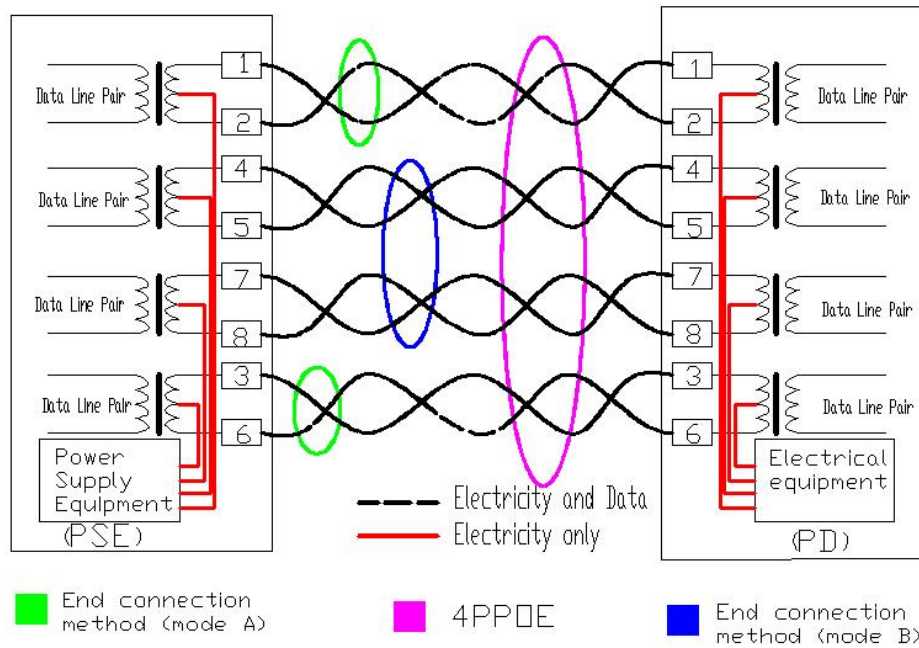 1
1
Data Line Pair
Data Line Pair
2
2
4
4
Data Line Pair
Data Line Pair
5
5
7
7
Data Line Pair
Data Line Pair
8
8
3
3
Data Line Pair
Data Line Pair
6
6
Power
Supply
Equlpment
(PSE)
Electrical
equipment
(PD)
Electricity and Data
Electricity only
End connection
method (mode A)
4PPOE
End connection
method (mode B)